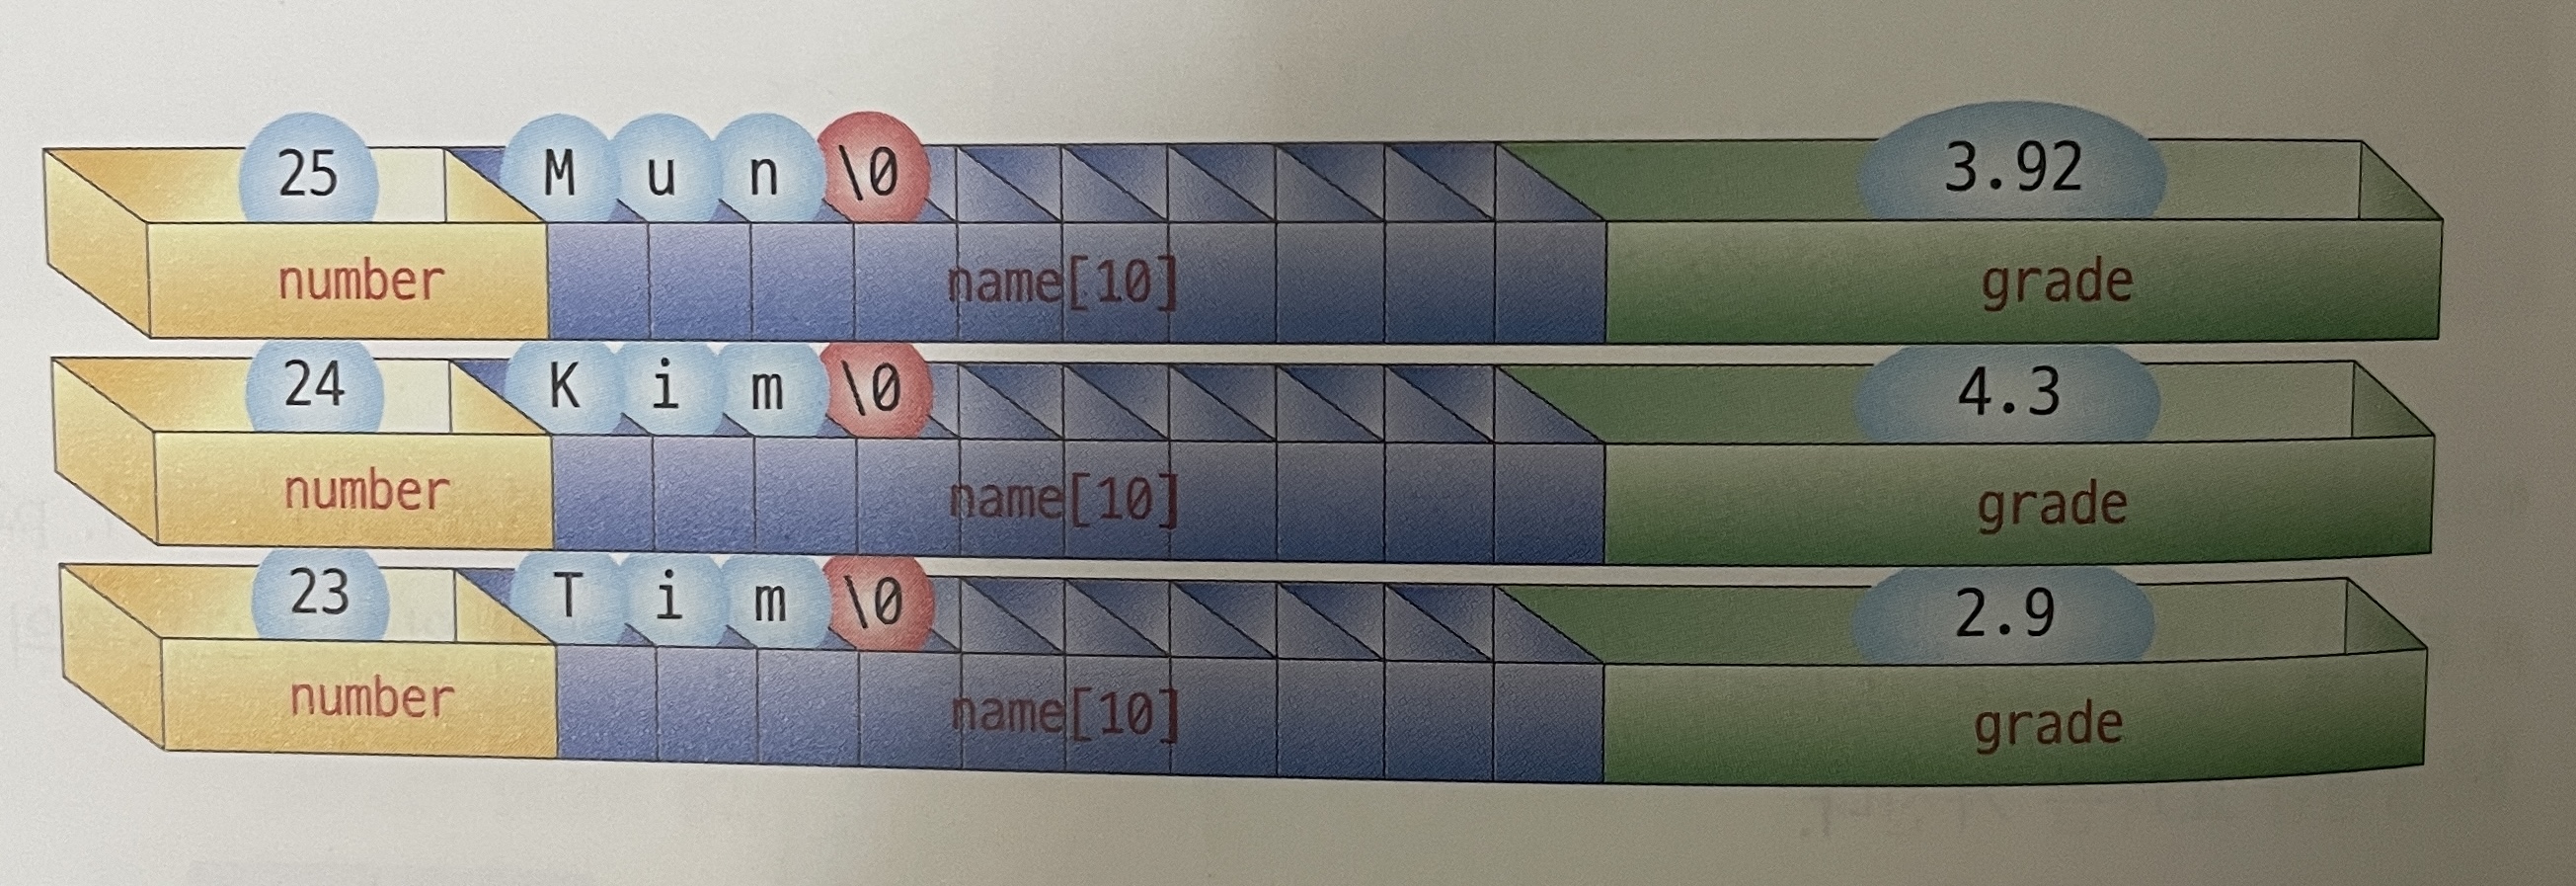 25 M u n \0 3.92
number name[10] grade
24 K i m \0 4.3
number name[10] grade
23 T i m \0 2.9
number name[10] grade